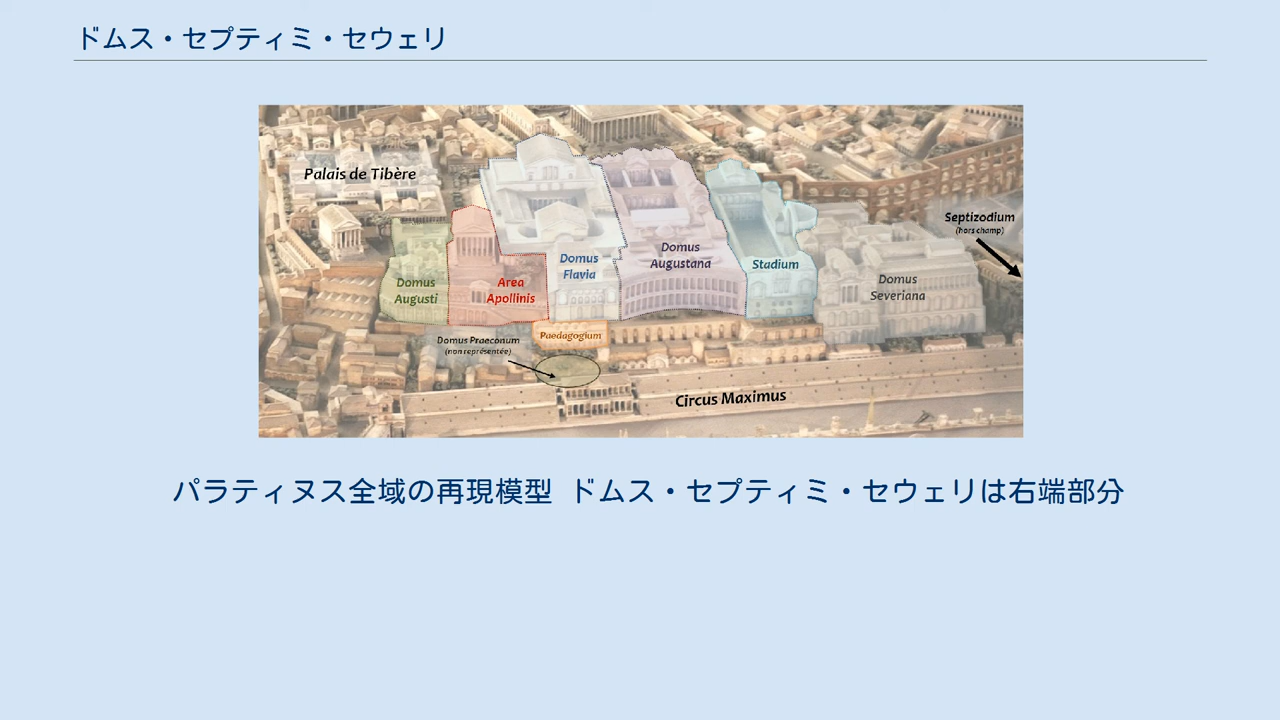 ドムス・セプティミ・セウェリ
Palais de Tibère
Septizodium
(hors champ)
Domus
Augustana
Domus
Flavia
Stadium
Domus
Severiana
Domus
Augusti
Area
Apollinis
Paedagogium
Domus Praeconum
(non représentée)
Circus Maximus
パラティヌス全域の再現模型 ドムス・セプティミ・セウェリは右端部分